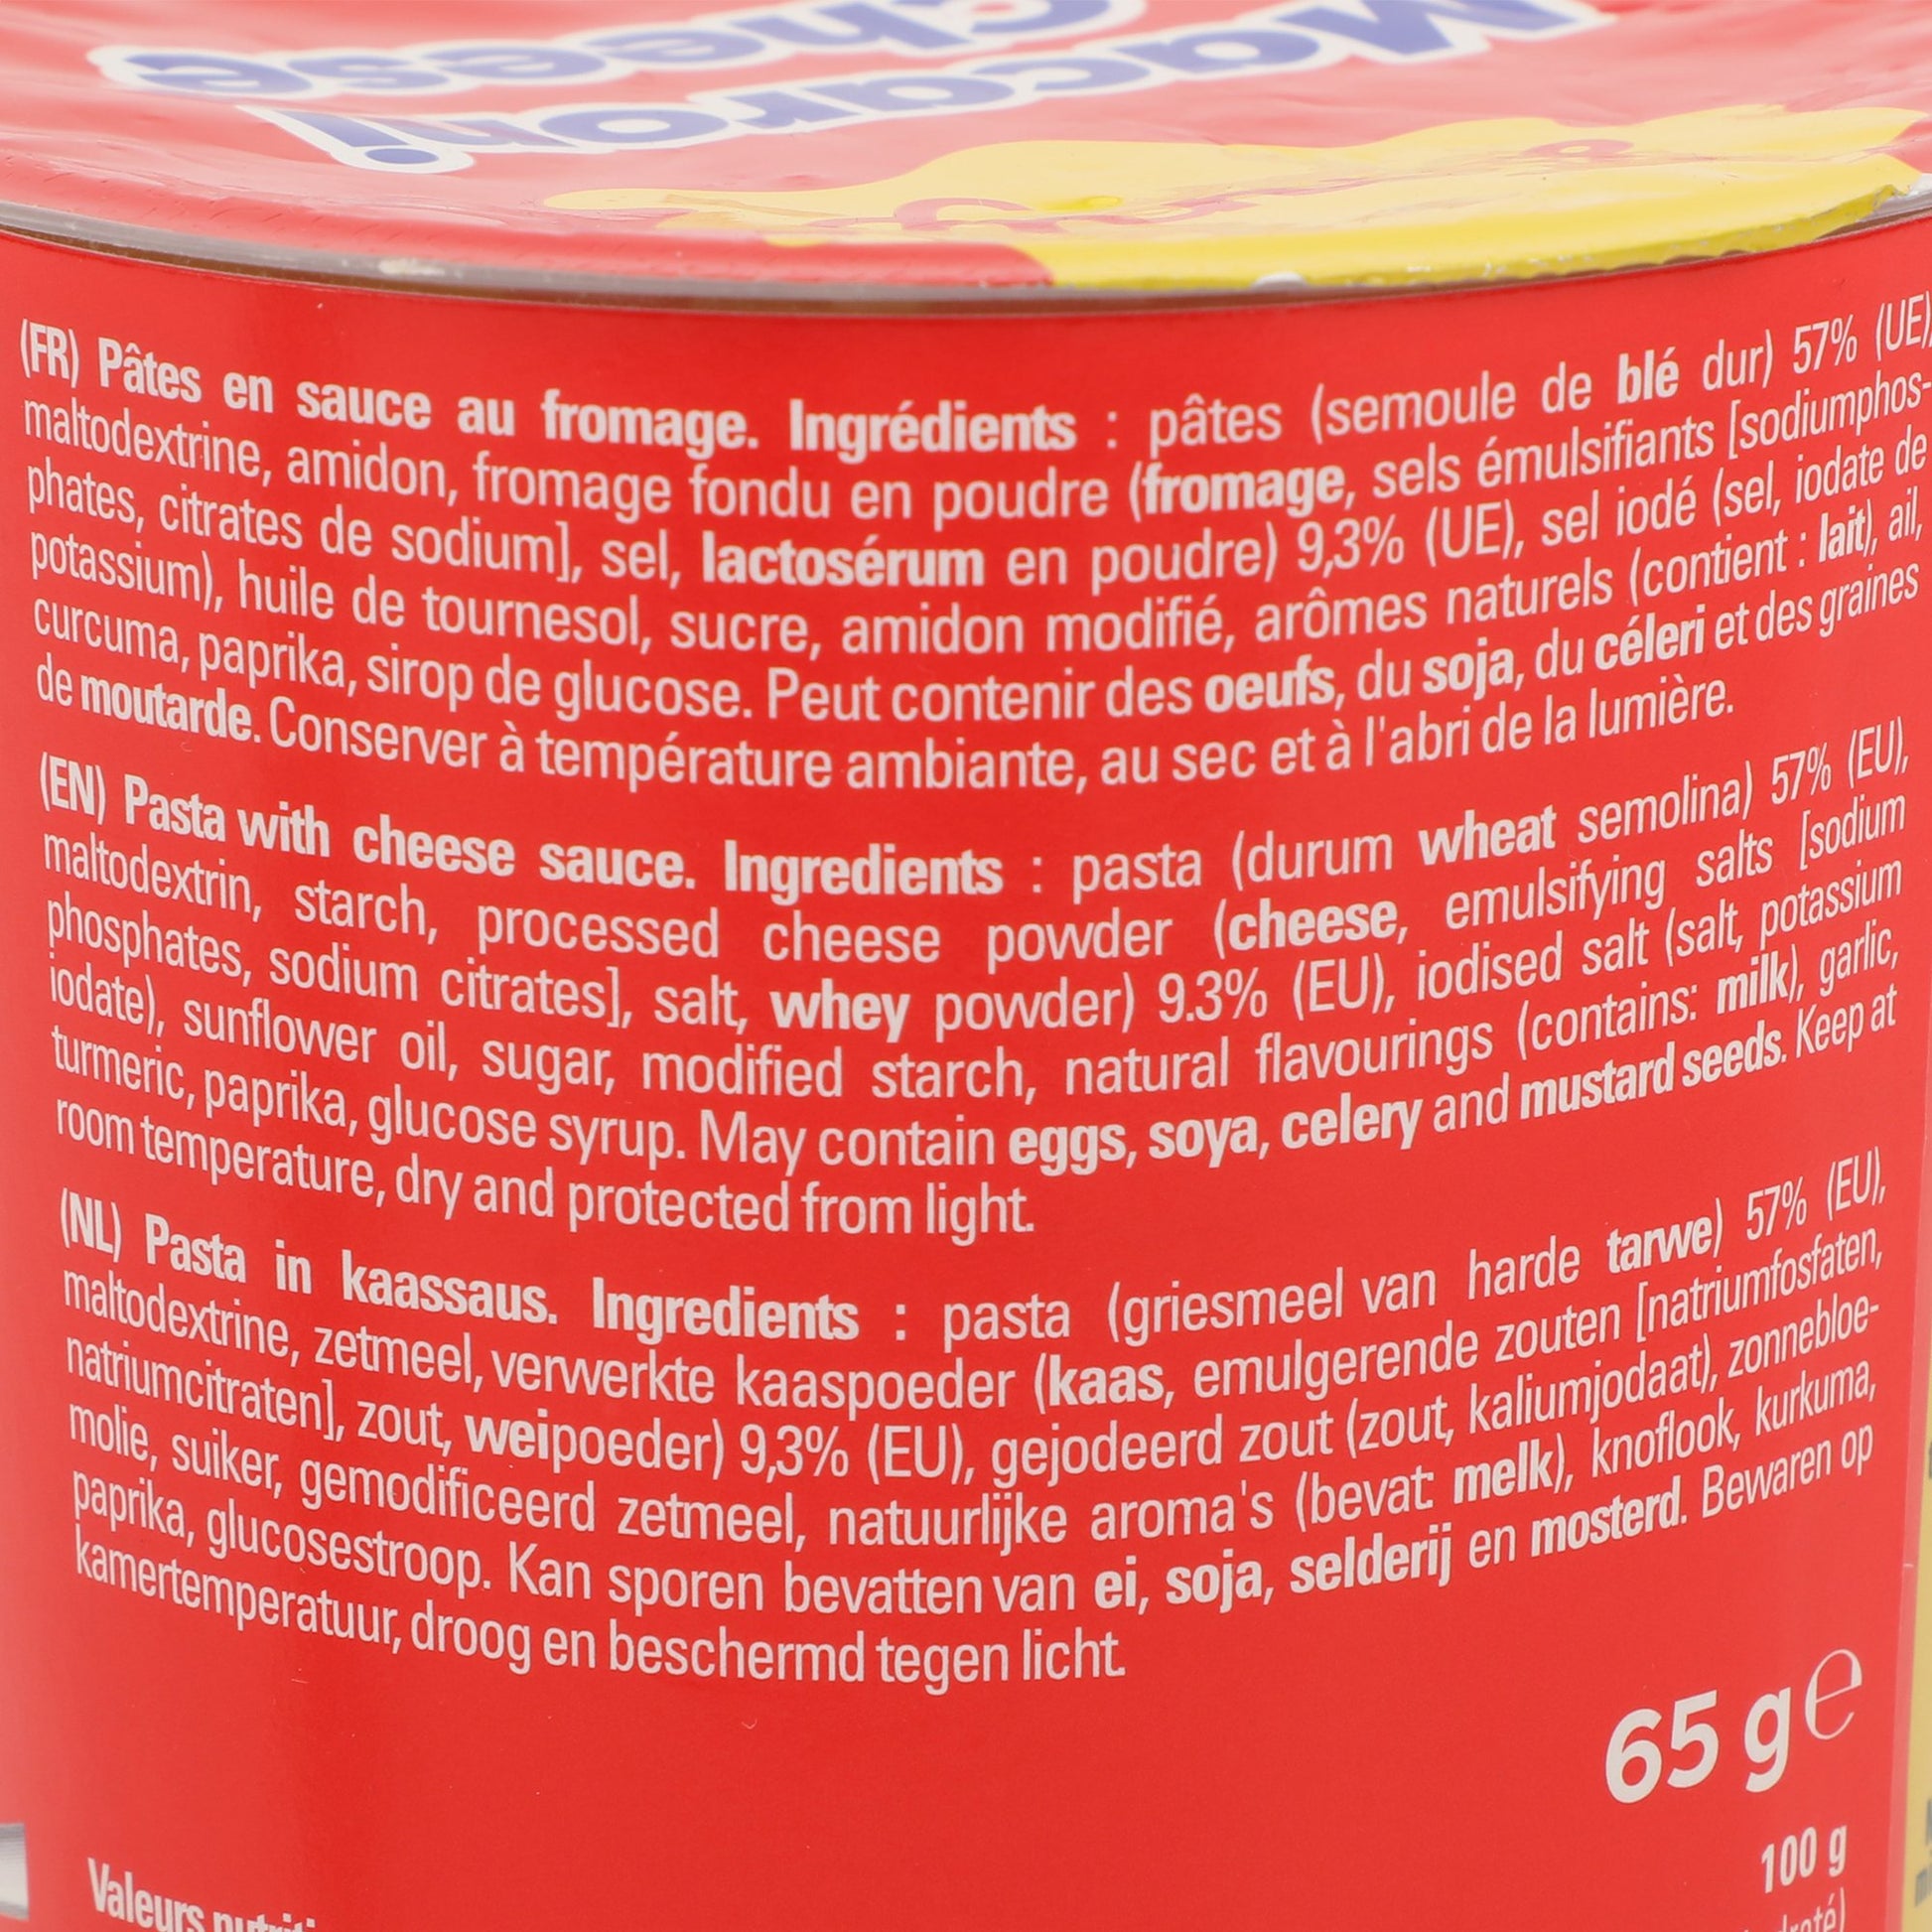 Macaroni
Cheese
(FR) Pâtes en sauce au fromage. Ingrédients : pâtes (semoule de blé dur) 57% (UE),
maltodextrine, amidon, fromage fondu en poudre (fromage, sels émulsifiants [sodiumphos-
phates, citrates de sodium], sel, lactosérum en poudre) 9,3% (UE), sel iodé (sel, iodate de
potassium), huile de tournesol, sucre, amidon modifié, arômes naturels (contient : lait), ail,
curcuma, paprika, sirop de glucose. Peut contenir des oeufs, du soja, du céleri et des graines
de moutarde. Conserver à température ambiante, au sec et à l'abri de la lumière.
(EN) Pasta with cheese sauce. Ingredients : pasta (durum wheat semolina) 57% (EU),
maltodextrin, starch, processed cheese powder (cheese, emulsifying salts [sodium
phosphates, sodium citrates], salt, whey powder) 9.3% (EU), iodised salt (salt, potassium
iodate), sunflower oil, sugar, modified starch, natural flavourings (contains: milk), garlic,
turmeric, paprika, glucose syrup. May contain eggs, soya, celery and mustard seeds. Keep at
room temperature, dry and protected from light.
(NL) Pasta in kaassaus. Ingredients : pasta (griesmeel van harde tarwe) 57% (EU),
maltodextrine, zetmeel, verwerkte kaaspoeder (kaas, emulgerende zouten [natriumfosfaten,
natriumcitraten], zout, weipoeder) 9,3% (EU), gejodeerd zout (zout, kaliumjodaat), zonnebloe-
molie, suiker, gemodificeerd zetmeel, natuurlijke aroma's (bevat: melk), knoflook, kurkuma,
paprika, glucosestroop. Kan sporen bevatten van ei, soja, selderij en mosterd. Bewaren op
kamertemperatuur, droog en beschermd tegen licht.
65 g e
100 g
Valeurs